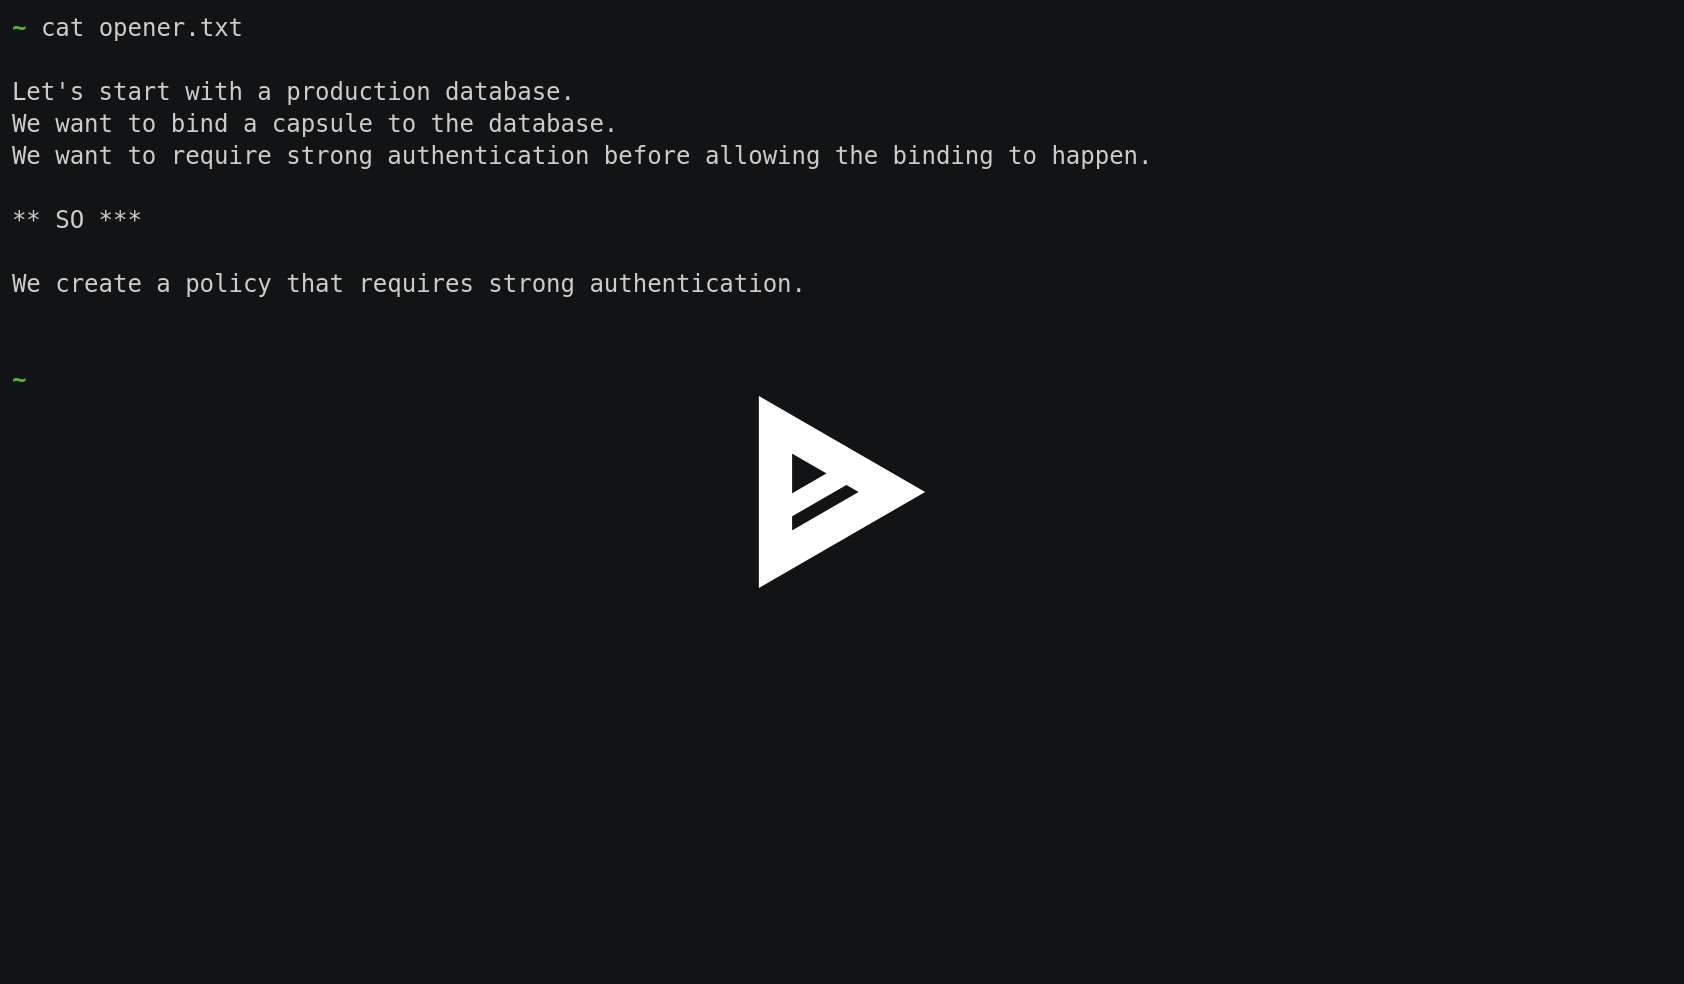 ~ cat opener.txt
Let's start with a production database.
We want to bind a capsule to the database.
We want to require strong authentication before allowing the binding to happen.
** SO ***
We create a policy that requires strong authentication.
~